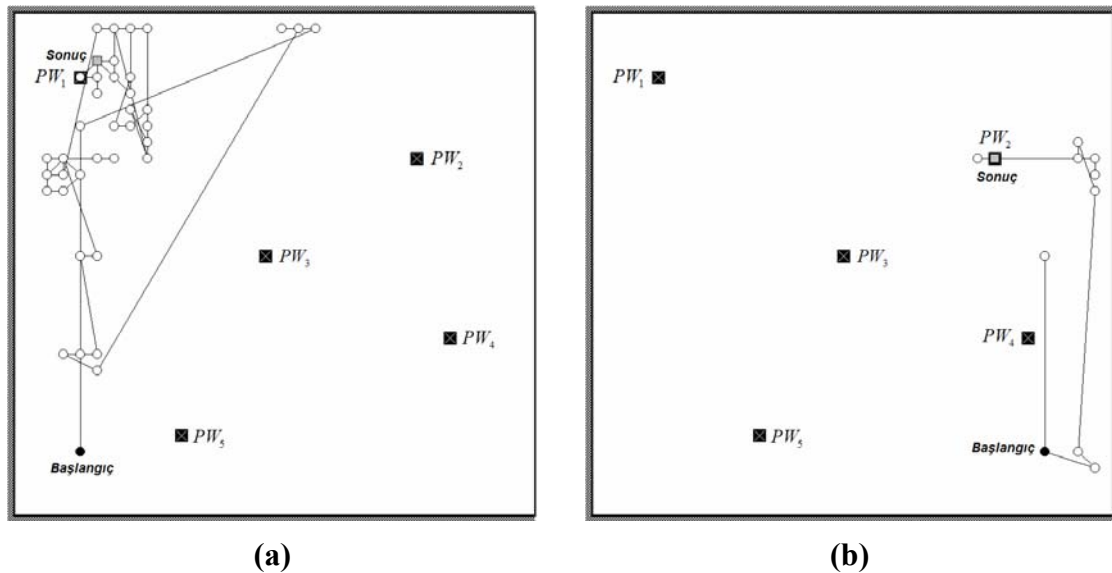 Sonuç
PW₁
PW₂
PW₃
PW₄
PW₅
Başlangıç
(a)
PW₁
PW₂
Sonuç
PW₃
PW₄
PW₅
Başlangıç
(b)